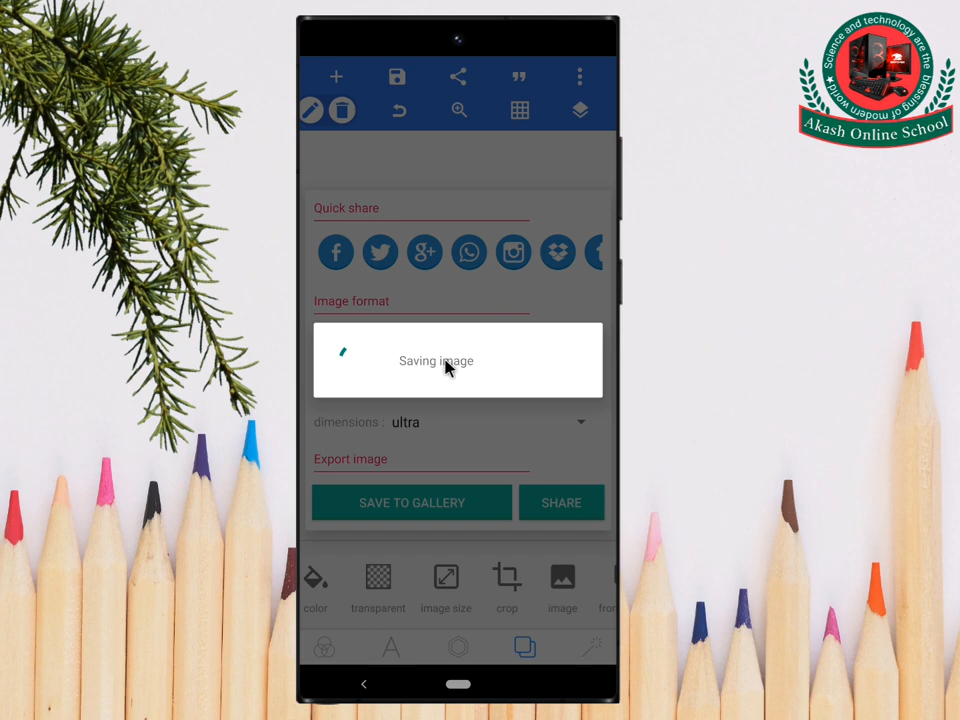 Science and technology are the
blessing of modern world
Akash Online School
Quick share
Image format
Saving image
dimensions : ultra
Export image
SAVE TO GALLERY
SHARE
color
transparent
image size
crop
image
fror